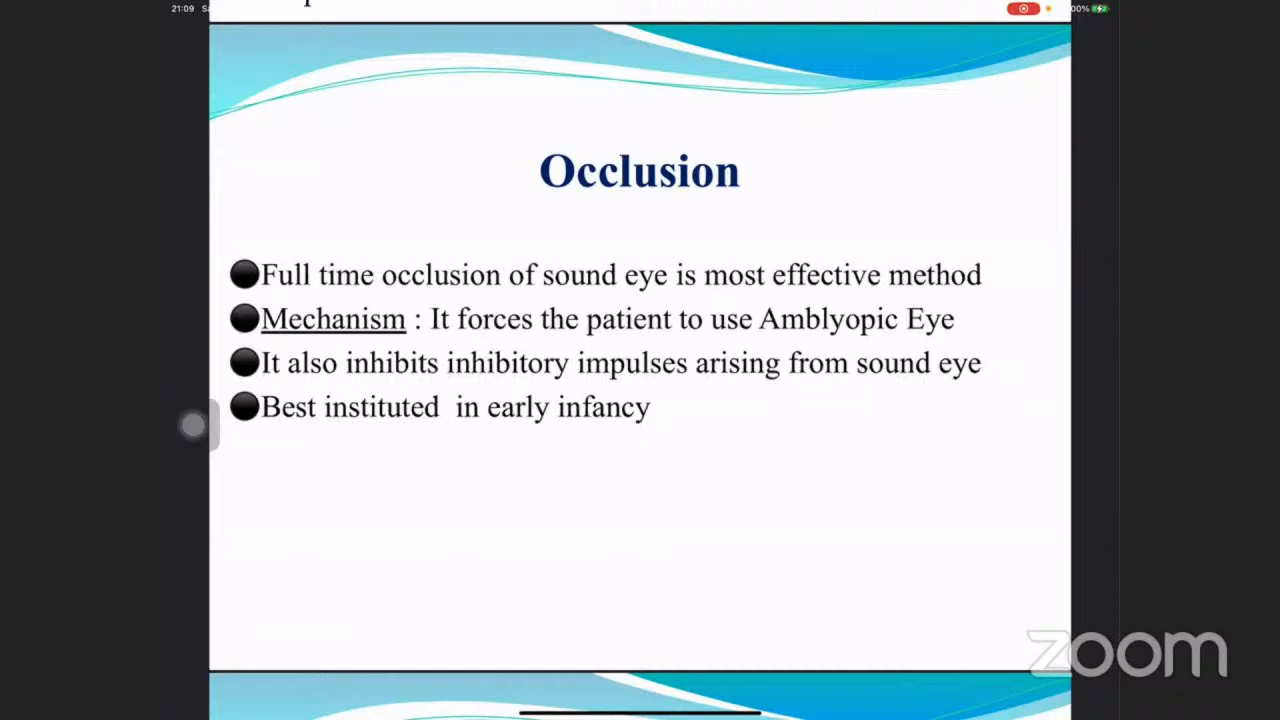 21:09
Occlusion
Full time occlusion of sound eye is most effective method
Mechanism : It forces the patient to use Amblyopic Eye
It also inhibits inhibitory impulses arising from sound eye
Best instituted in early infancy
zoom